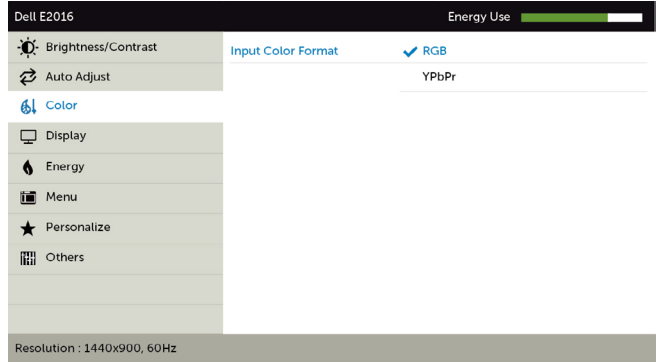 Dell E2016 Energy Use
Brightness/Contrast
Input Color Format RGB
Auto Adjust YPbPr
Color
Display
Energy
Menu
Personalize
Others
Resolution : 1440x900, 60Hz